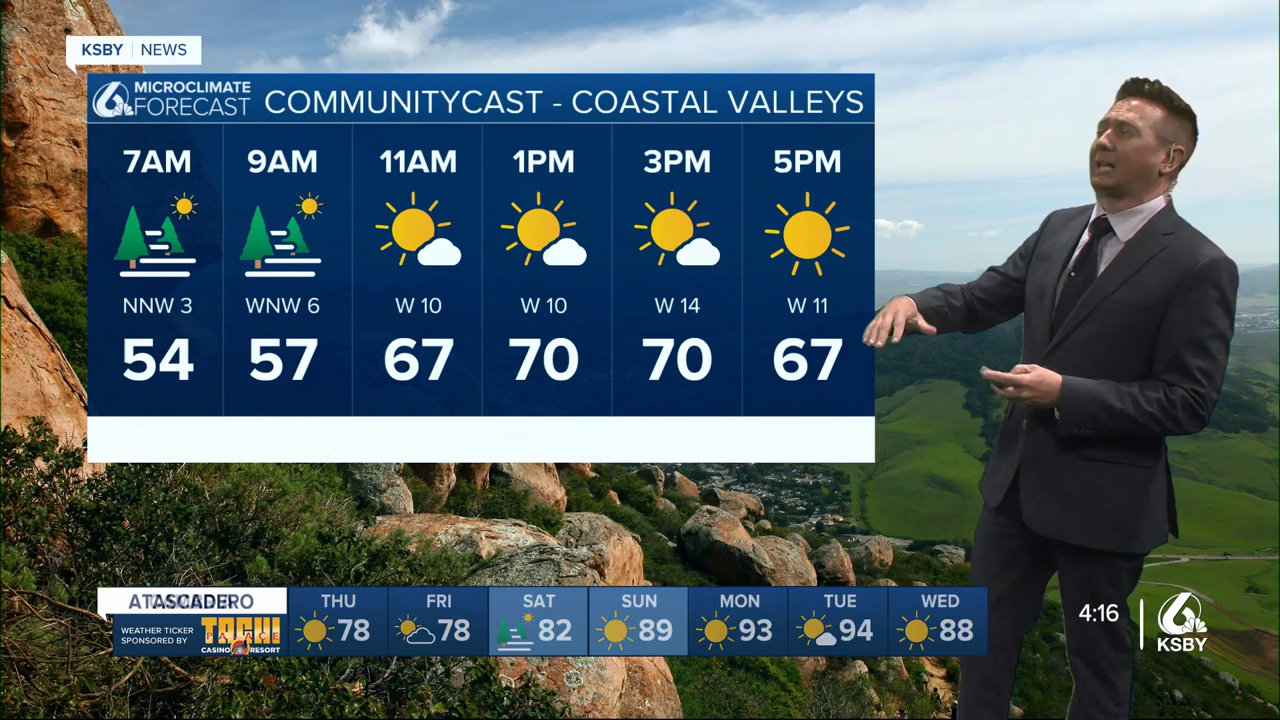 KSBY NEWS
MICROCLIMATE
FORECAST
COMMUNITYCAST - COASTAL VALLEYS
7AM 9AM 11AM 1PM 3PM 5PM
NNW 3 WNW 6 W 10 W 10 W 14 W 11
54 57 67 70 70 67
ATASCADERO
THU FRI SAT SUN MON TUE WED
78 78 82 89 93 94 88
WEATHER TICKER
SPONSORED BY
PALACE
CASINO RESORT
4:16
6
KSBY